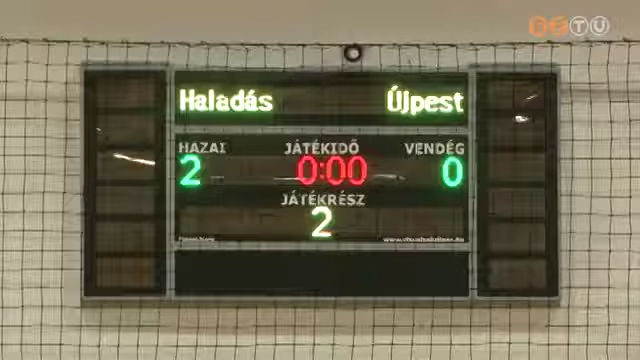 Haladás Újpest
HAZAI JÁTÉKIDŐ VENDÉG
2 0:00 0
JÁTÉKRÉSZ
2